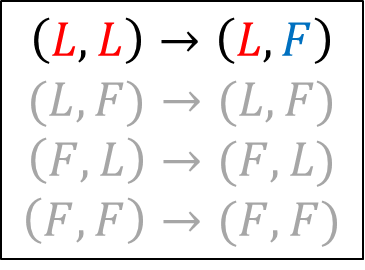 (L, L) → (L, F)
(L, F) → (L, F)
(F, L) → (F, L)
(F, F) → (F, F)